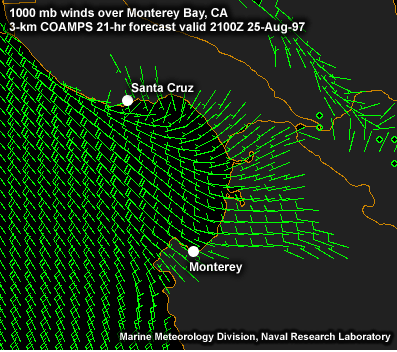 1000 mb winds over Monterey Bay, CA
3-km COAMPS 21-hr forecast valid 2100Z 25-Aug-97
Santa Cruz
Monterey
Marine Meteorology Division, Naval Research Laboratory